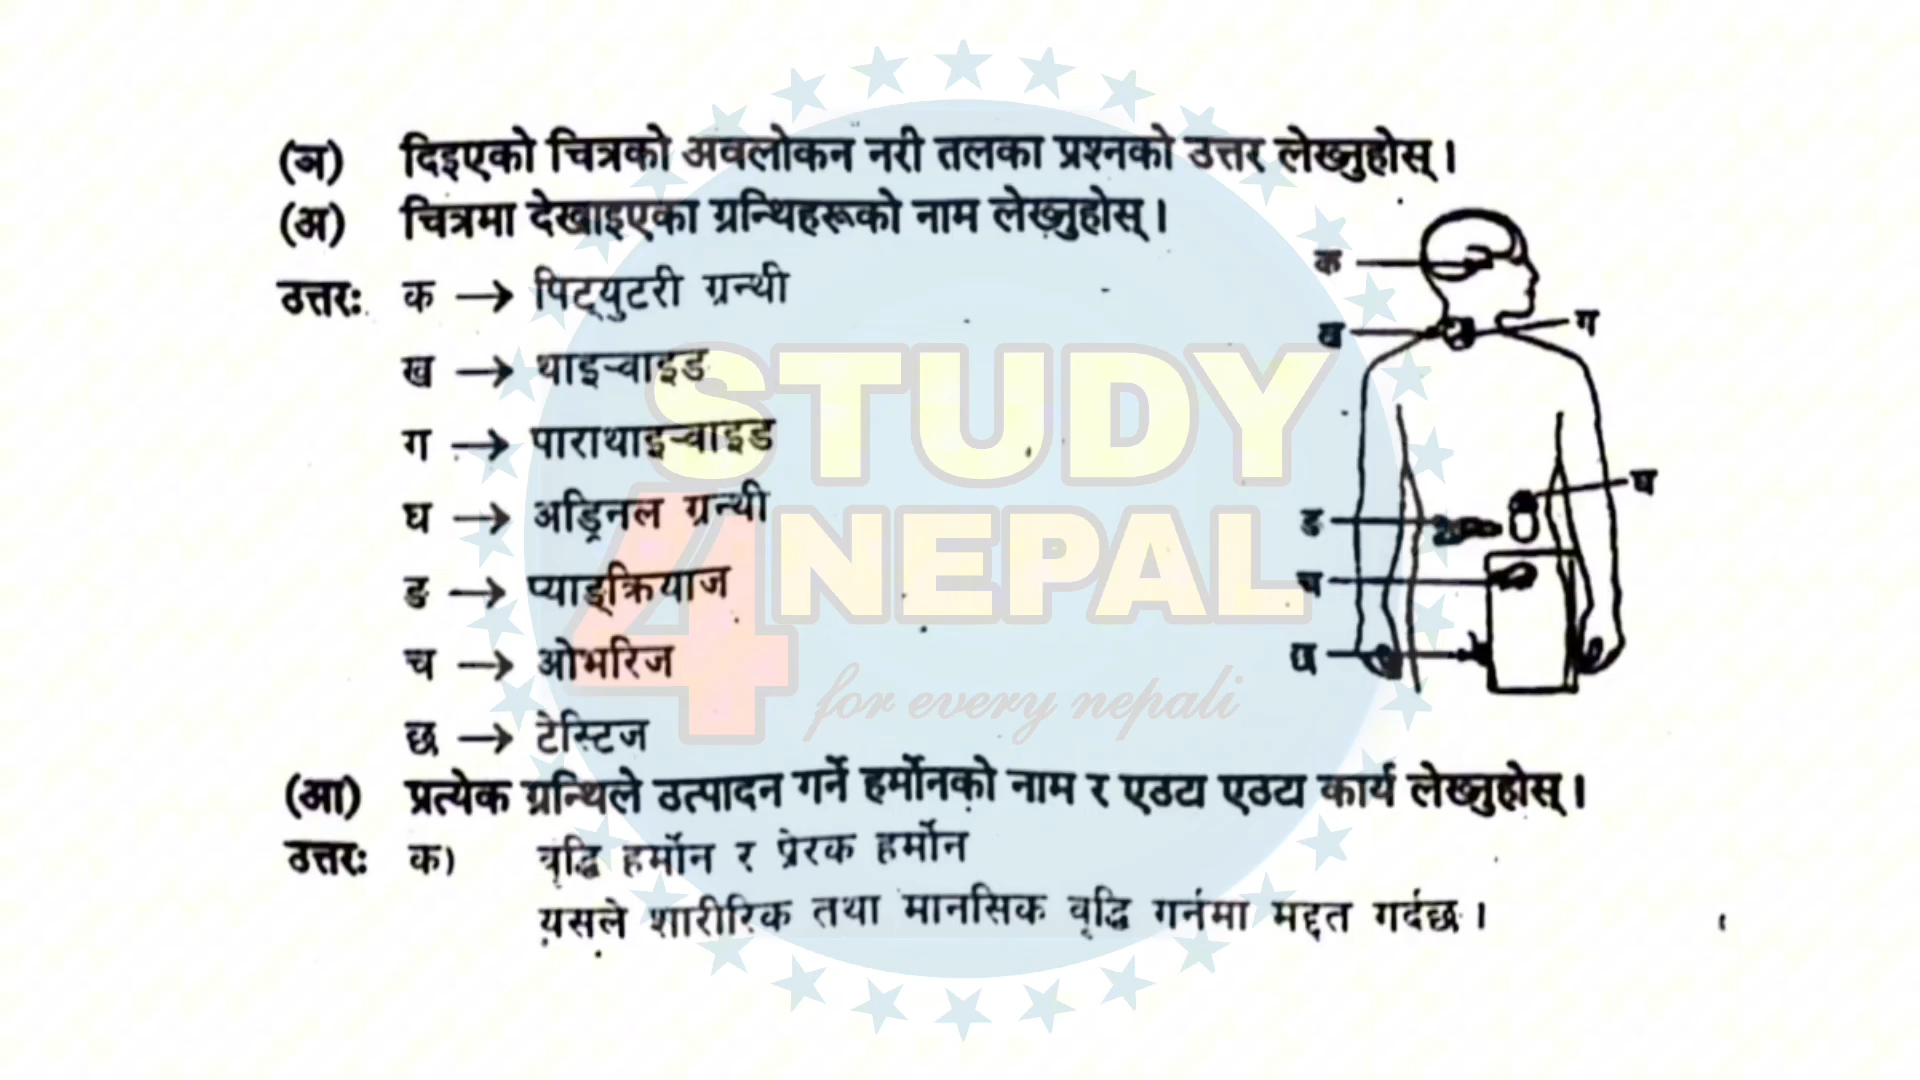 (ञ) दिइएको चित्रको अवलोकन नरी तलका प्रश्नको उत्तर लेख्नुहोस् ।
(अ) चित्रमा देखाइएका ग्रन्थिहरूको नाम लेख्नुहोस् ।
उत्तरः क → पिट्युटरी ग्रन्थी
ख → थाइन्वाइड
ग → पाराथाइन्वाइड
घ → अड्रिनल ग्रन्थी
ङ → प्याङ्क्रियाज
च → ओभरिज
छ → टेस्टिज
क
ख
ग
घ
ङ
च
छ
STUDY
4 NEPAL
for every nepali
(आ) प्रत्येक ग्रन्थिले उत्पादन गर्ने हर्मोनको नाम र एउटा एउटा कार्य लेख्नुहोस् ।
उत्तरः क) वृद्धि हर्मोन र प्रेरक हर्मोन
यसले शारीरिक तथा मानसिक वृद्धि गर्नमा मद्दत गर्दछ ।